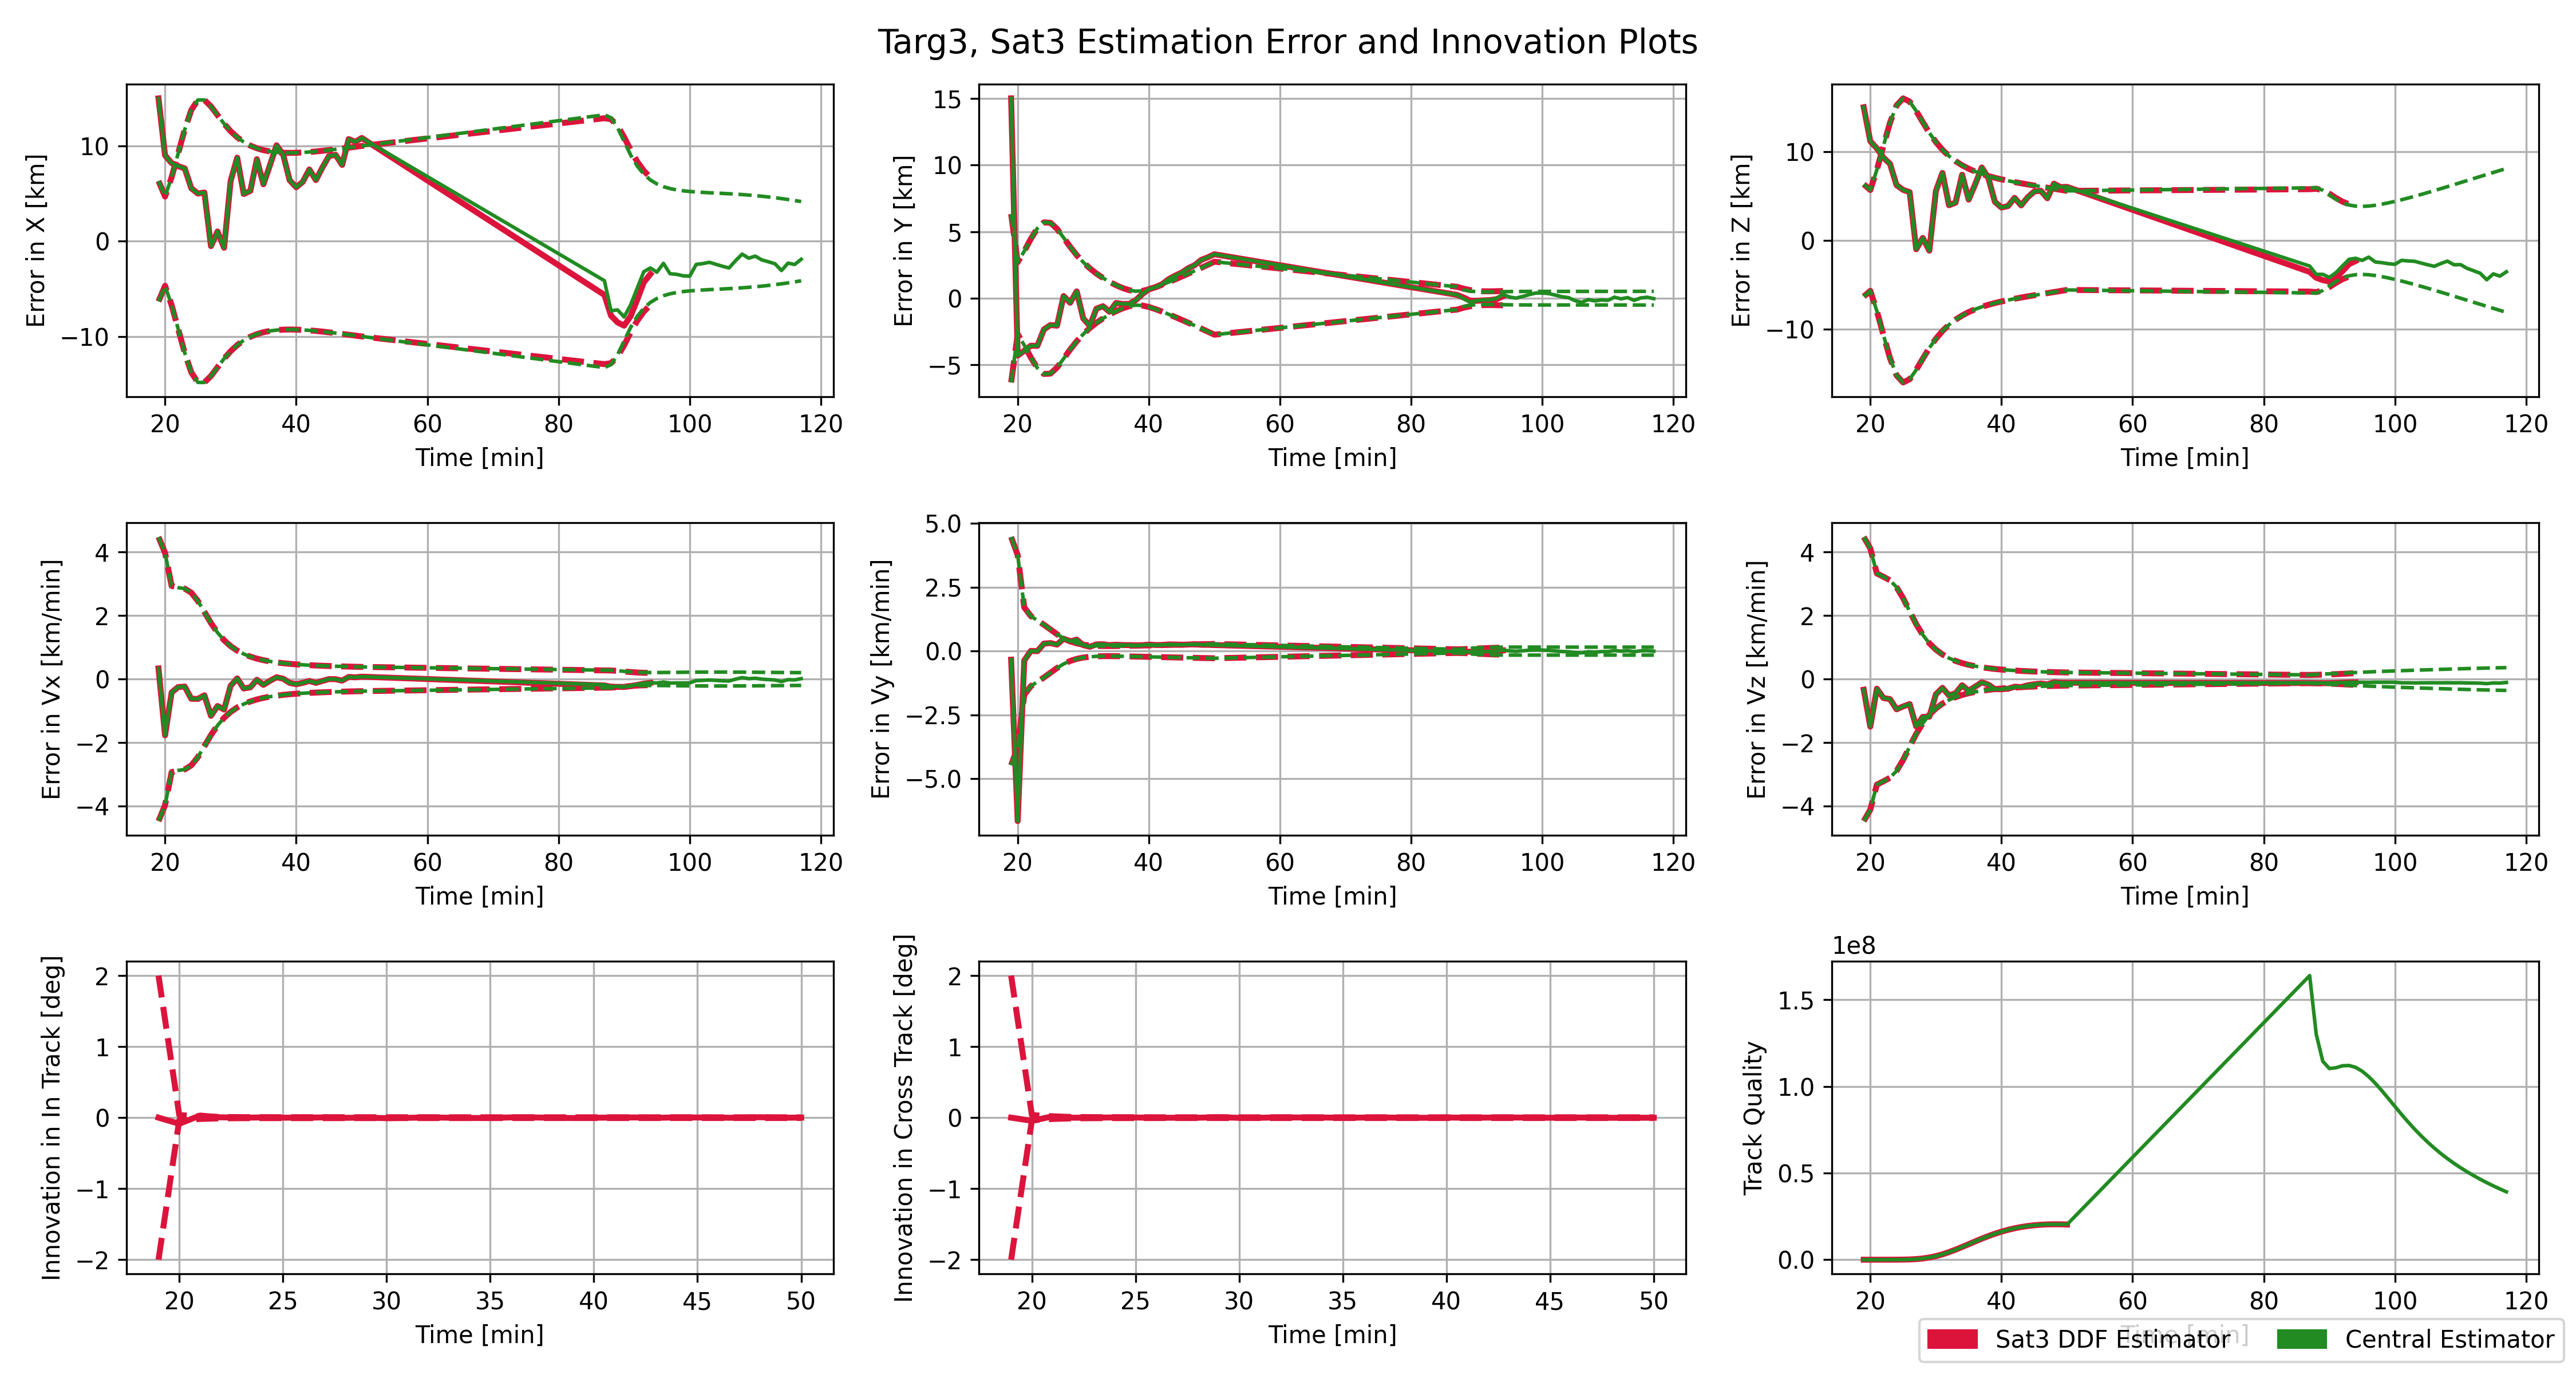 Targ3, Sat3 Estimation Error and Innovation Plots
Error in X [km]
10
0
−10
20 40 60 80 100 120
Time [min]
Error in Y [km]
15
10
5
0
−5
20 40 60 80 100 120
Time [min]
Error in Z [km]
10
0
−10
20 40 60 80 100 120
Time [min]
Error in Vx [km/min]
4
2
0
−2
−4
20 40 60 80 100 120
Time [min]
Error in Vy [km/min]
5.0
2.5
0.0
−2.5
−5.0
20 40 60 80 100 120
Time [min]
Error in Vz [km/min]
4
2
0
−2
−4
20 40 60 80 100 120
Time [min]
Innovation in In Track [deg]
2
1
0
−1
−2
20 25 30 35 40 45 50
Time [min]
Innovation in Cross Track [deg]
2
1
0
−1
−2
20 25 30 35 40 45 50
Time [min]
1e8
Track Quality
1.5
1.0
0.5
0.0
20 40 60 80 100 120
Time [min]
Sat3 DDF Estimator Central Estimator